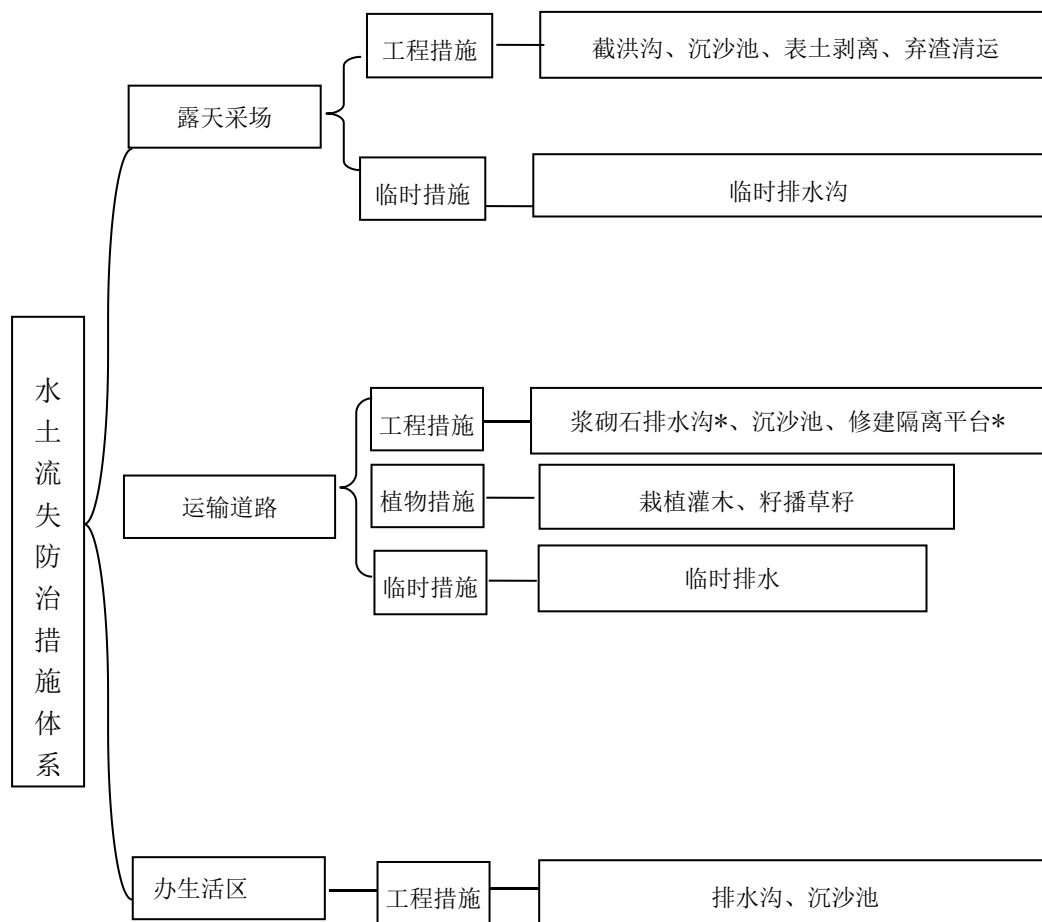 水土流失防治措施体系
露天采场
工程措施
截洪沟、沉沙池、表土剥离、弃渣清运
临时措施
临时排水沟
运输道路
工程措施
浆砌石排水沟*、沉沙池、修建隔离平台*
植物措施
栽植灌木、籽播草籽
临时措施
临时排水
办生活区
工程措施
排水沟、沉沙池